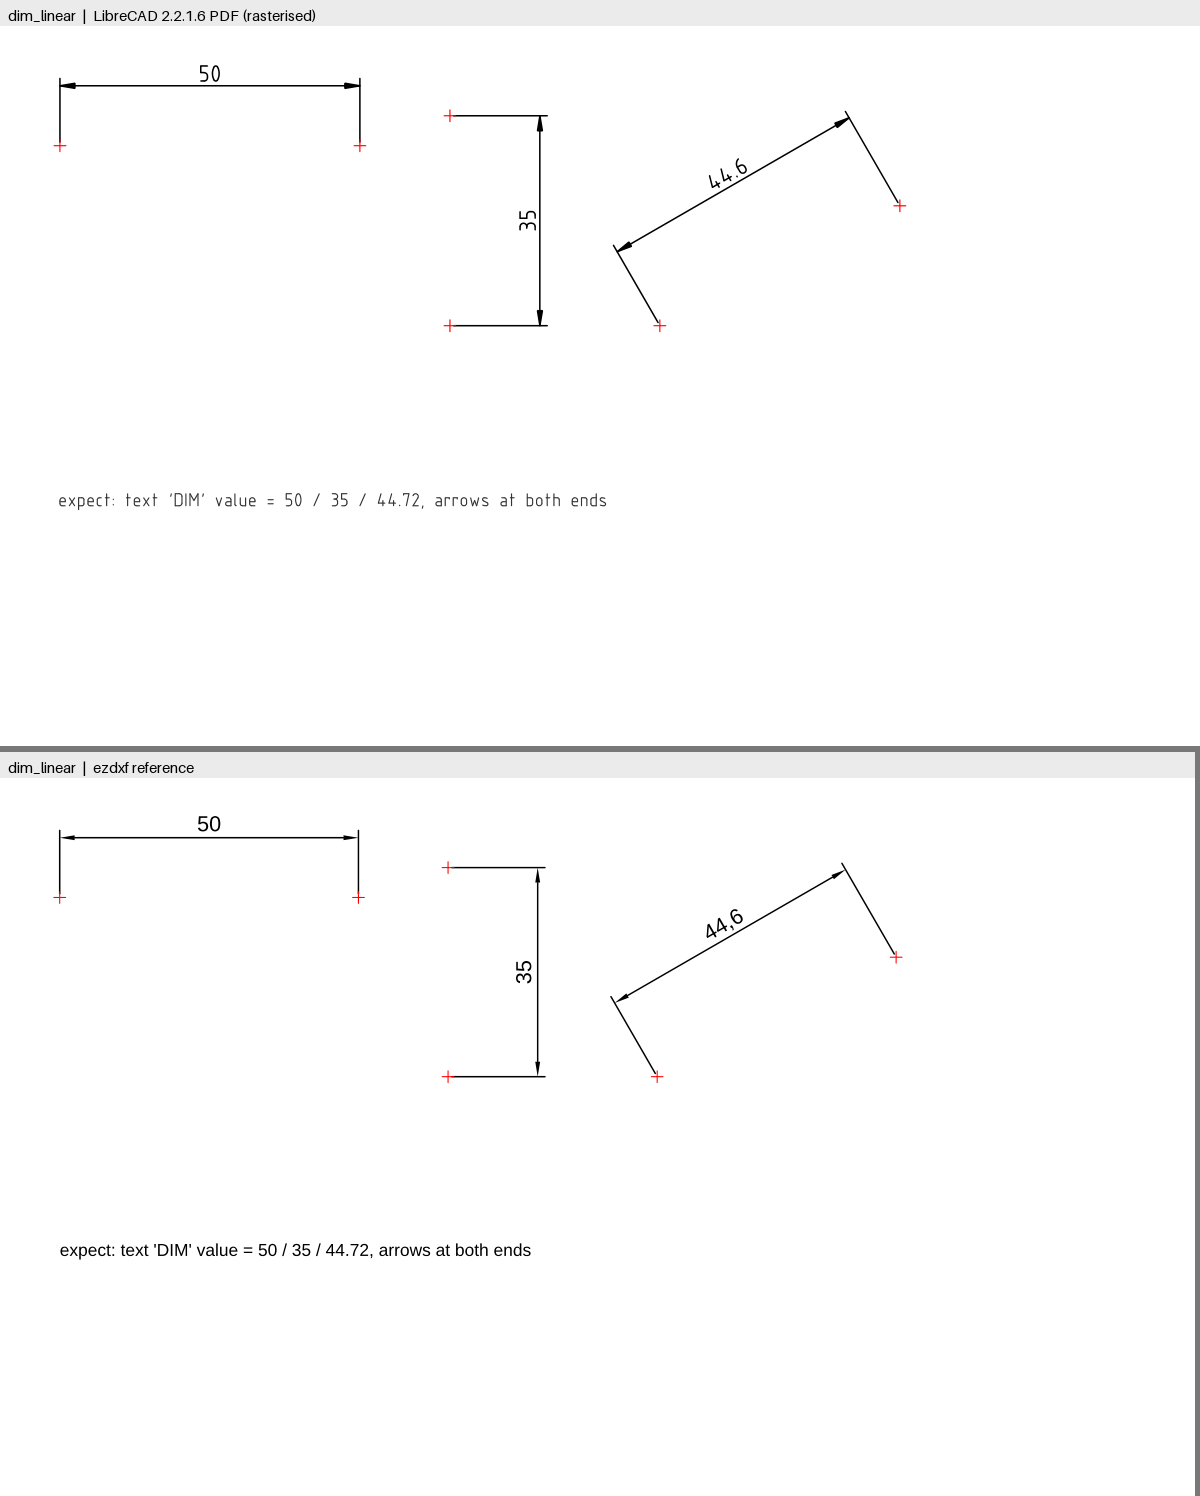 dim_linear | LibreCAD 2.2.1.6 PDF (rasterised)
50
44.6
35
expect: text 'DIM' value = 50 / 35 / 44.72, arrows at both ends
dim_linear | ezdxf reference
50
44,6
35
expect: text 'DIM' value = 50 / 35 / 44.72, arrows at both ends